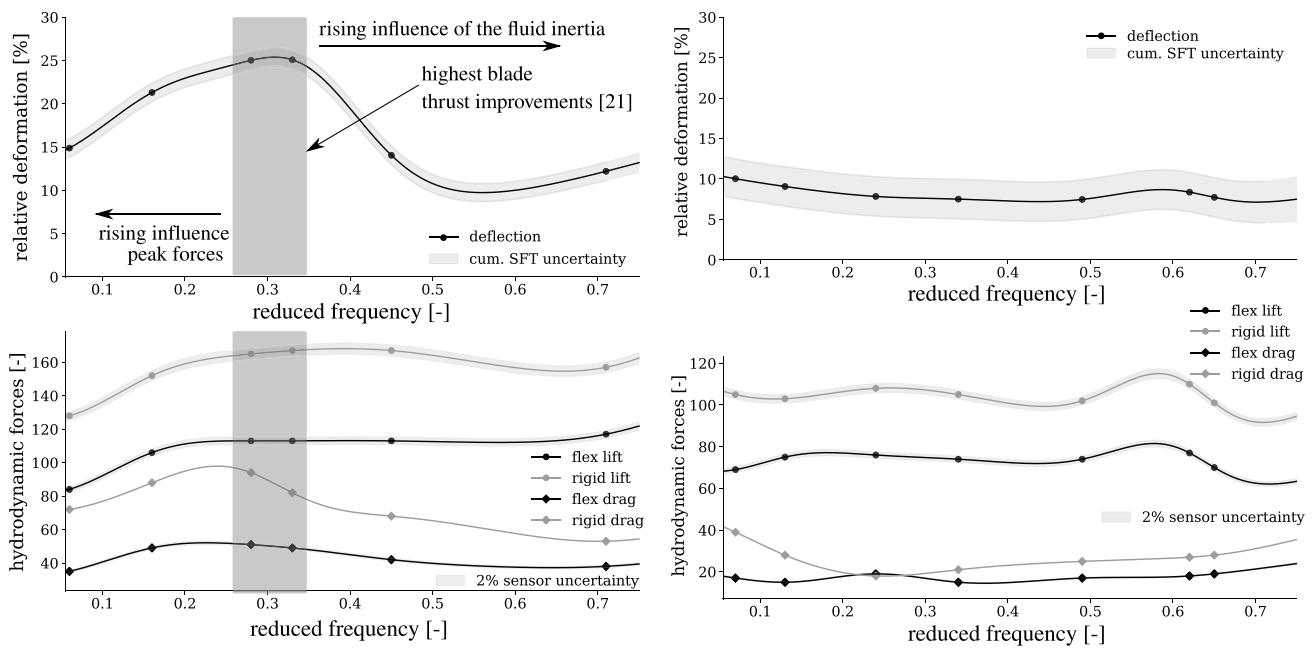 relative deformation [%]
30
25
20
15
10
5
0
rising influence of the fluid inertia
highest blade
thrust improvements [21]
rising influence
peak forces
deflection
cum. SFT uncertainty
0.1 0.2 0.3 0.4 0.5 0.6 0.7
reduced frequency [-]
relative deformation [%]
30
25
20
15
10
5
0
deflection
cum. SFT uncertainty
0.1 0.2 0.3 0.4 0.5 0.6 0.7
reduced frequency [-]
hydrodynamic forces [-]
160
140
120
100
80
60
40
flex lift
rigid lift
flex drag
rigid drag
2% sensor uncertainty
0.1 0.2 0.3 0.4 0.5 0.6 0.7
reduced frequency [-]
hydrodynamic forces [-]
120
100
80
60
40
20
flex lift
rigid lift
flex drag
rigid drag
2% sensor uncertainty
0.1 0.2 0.3 0.4 0.5 0.6 0.7
reduced frequency [-]